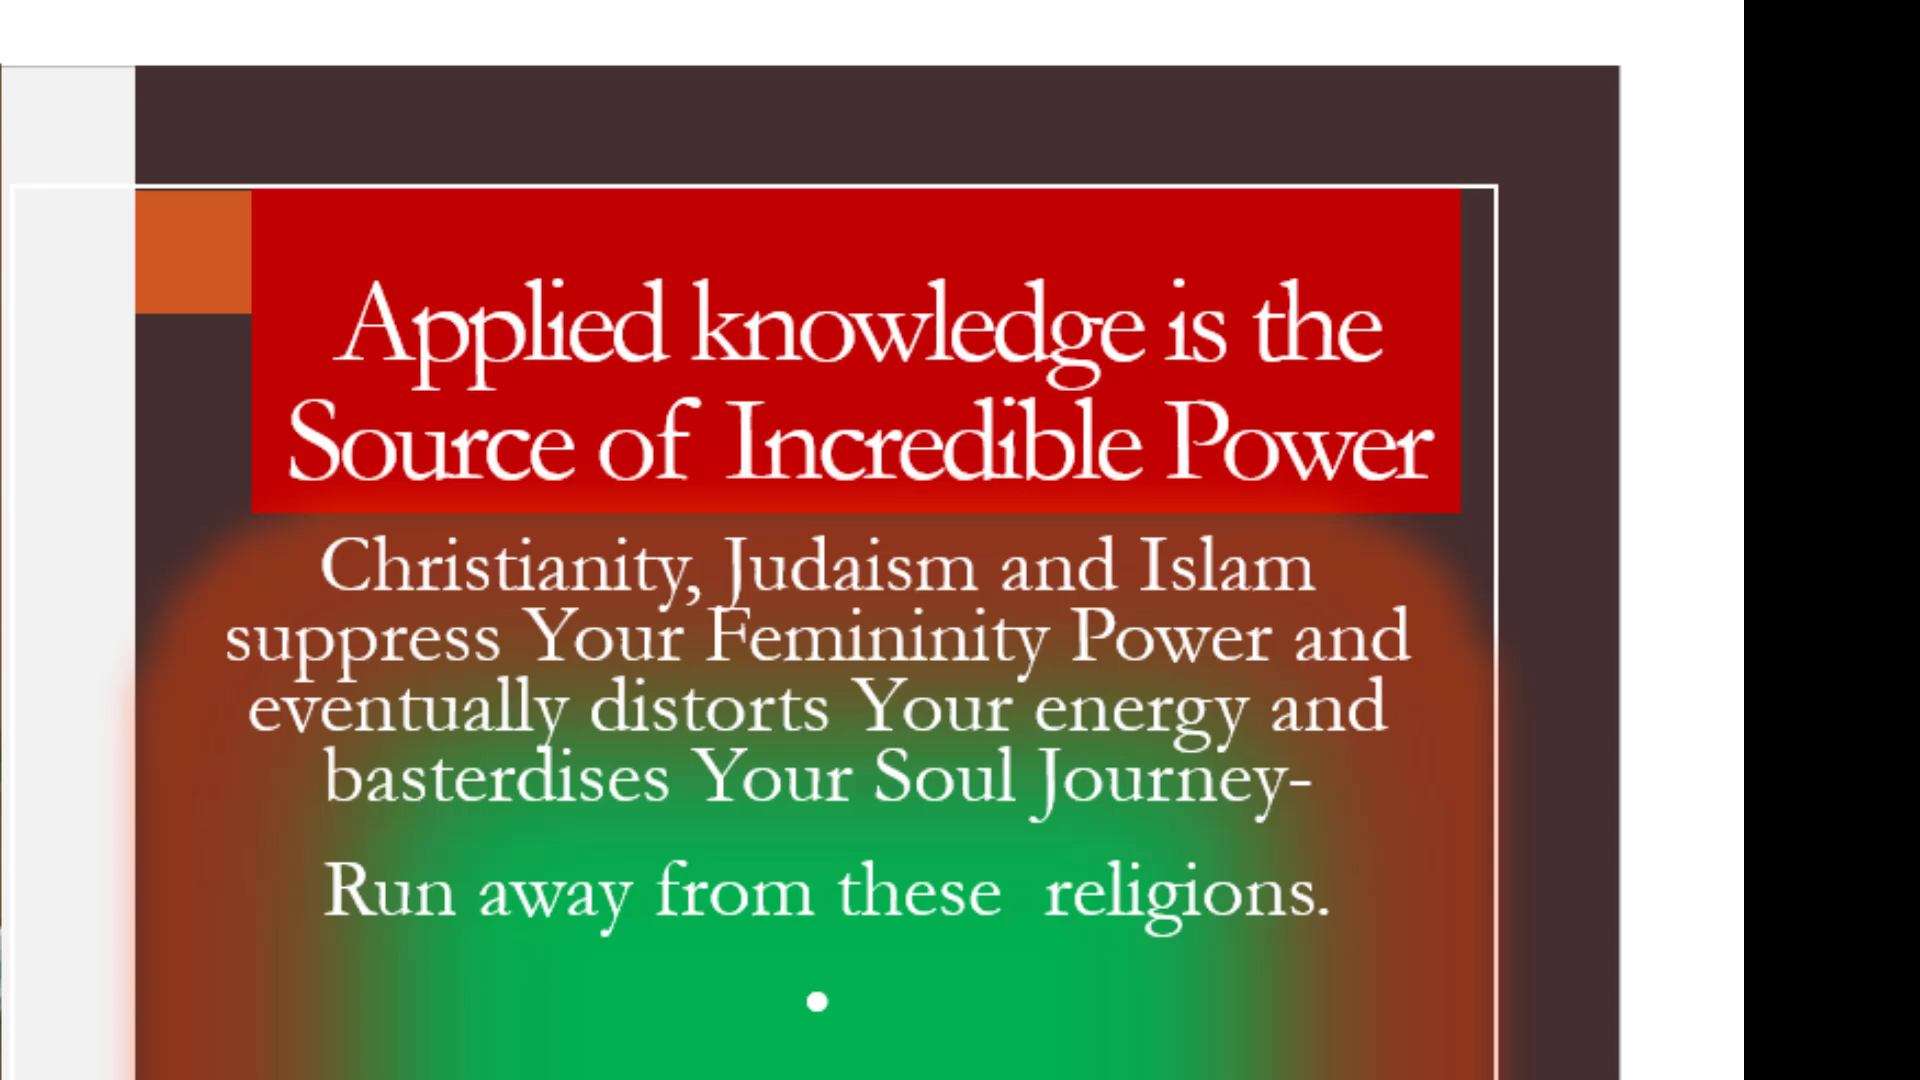 Applied knowledge is the
Source of Incredible Power
Christianity, Judaism and Islam
suppress Your Femininity Power and
eventually distorts Your energy and
basterdises Your Soul Journey-
Run away from these religions.